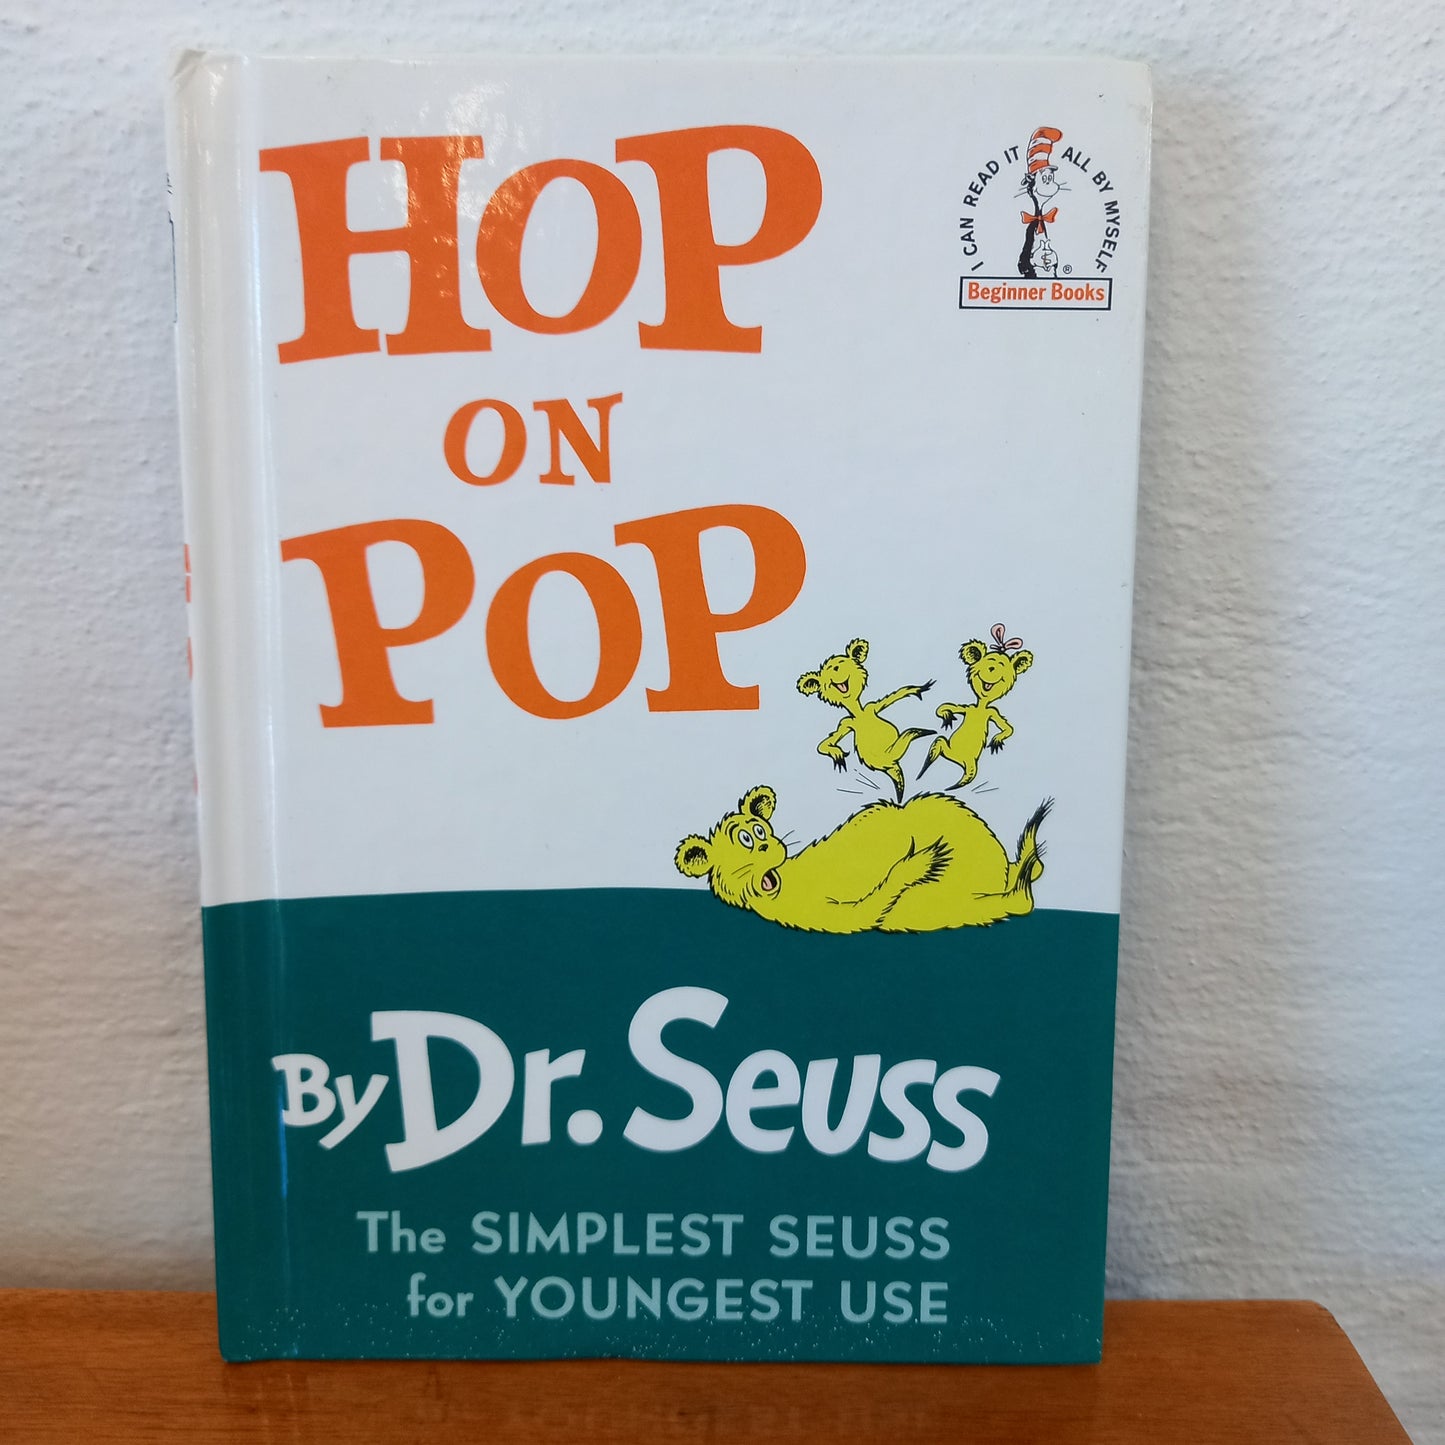 HOP
ON
POP
I CAN READ IT ALL BY MYSELF
®
Beginner Books
By Dr. Seuss
The SIMPLEST SEUSS
for YOUNGEST USE